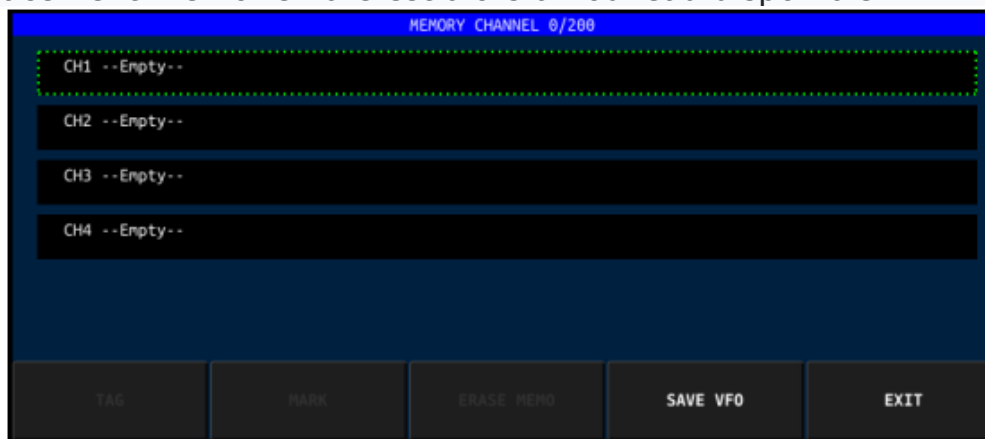 MEMORY CHANNEL 0/200
CH1 --Empty--
CH2 --Empty--
CH3 --Empty--
CH4 --Empty--
TAG MARK ERASE MEMO SAVE VFO EXIT